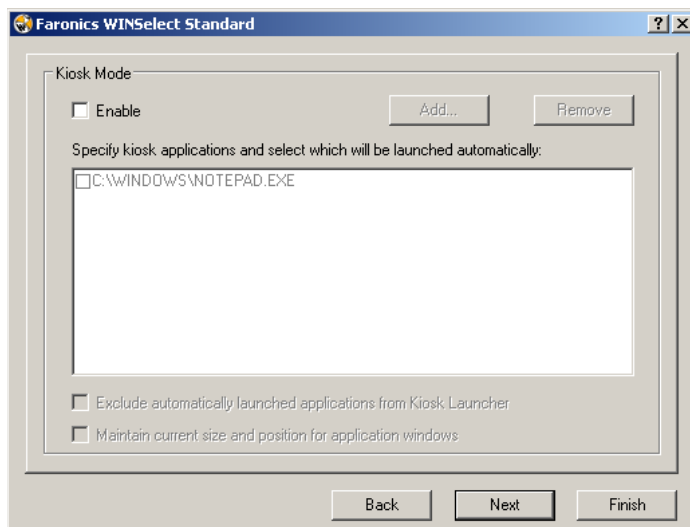 Faronics WINSelect Standard
Kiosk Mode
Enable
Add...
Remove
Specify kiosk applications and select which will be launched automatically:
C:\WINDOWS\NOTEPAD.EXE
Exclude automatically launched applications from Kiosk Launcher
Maintain current size and position for application windows
Back
Next
Finish